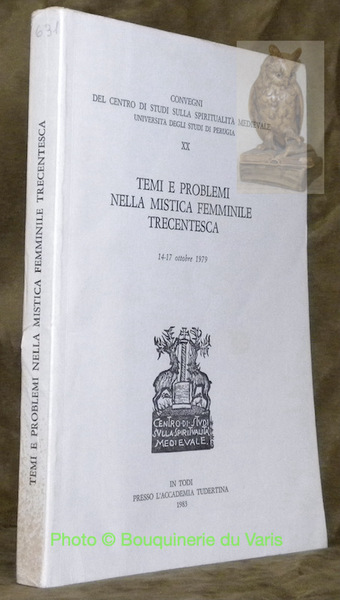 631
TEMI E PROBLEMI NELLA MISTICA FEMMINILE TRECENTESCA
CONVEGNI
DEL CENTRO DI STUDI SULLA SPIRITUALITÀ MEDIEVALE
UNIVERSITÀ DEGLI STUDI DI PERUGIA
XX
TEMI E PROBLEMI
NELLA MISTICA FEMMINILE
TRECENTESCA
14-17 ottobre 1979
CENTRO·DI·STUDI
SULLA·SPIRITUALITÀ
MEDIEVALE
IN TODI
PRESSO L'ACCADEMIA TUDERTINA
1983
Photo © Bouquinerie du Varis